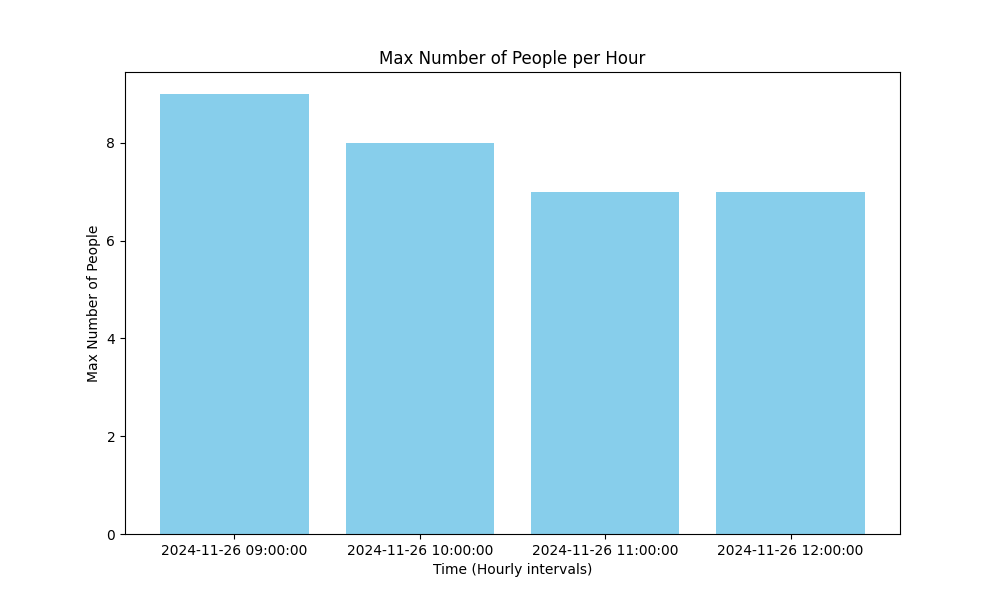 Max Number of People per Hour
Max Number of People
8
6
4
2
0
2024-11-26 09:00:00 2024-11-26 10:00:00 2024-11-26 11:00:00 2024-11-26 12:00:00
Time (Hourly intervals)